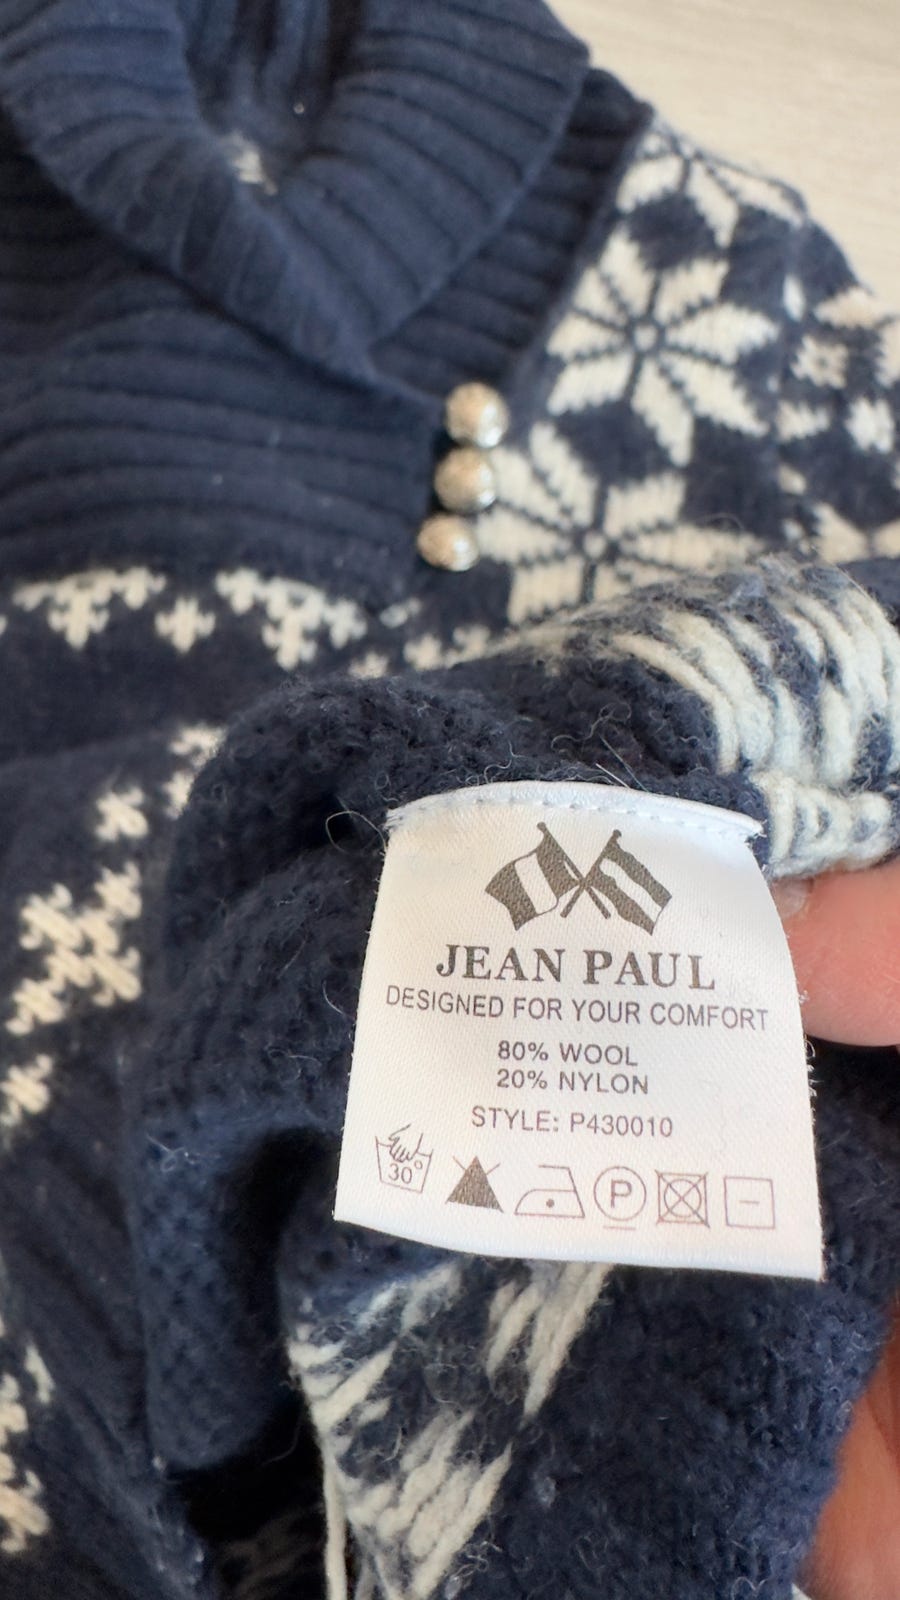 JEAN PAUL
DESIGNED FOR YOUR COMFORT
80% WOOL
20% NYLON
STYLE: P430010
30° P